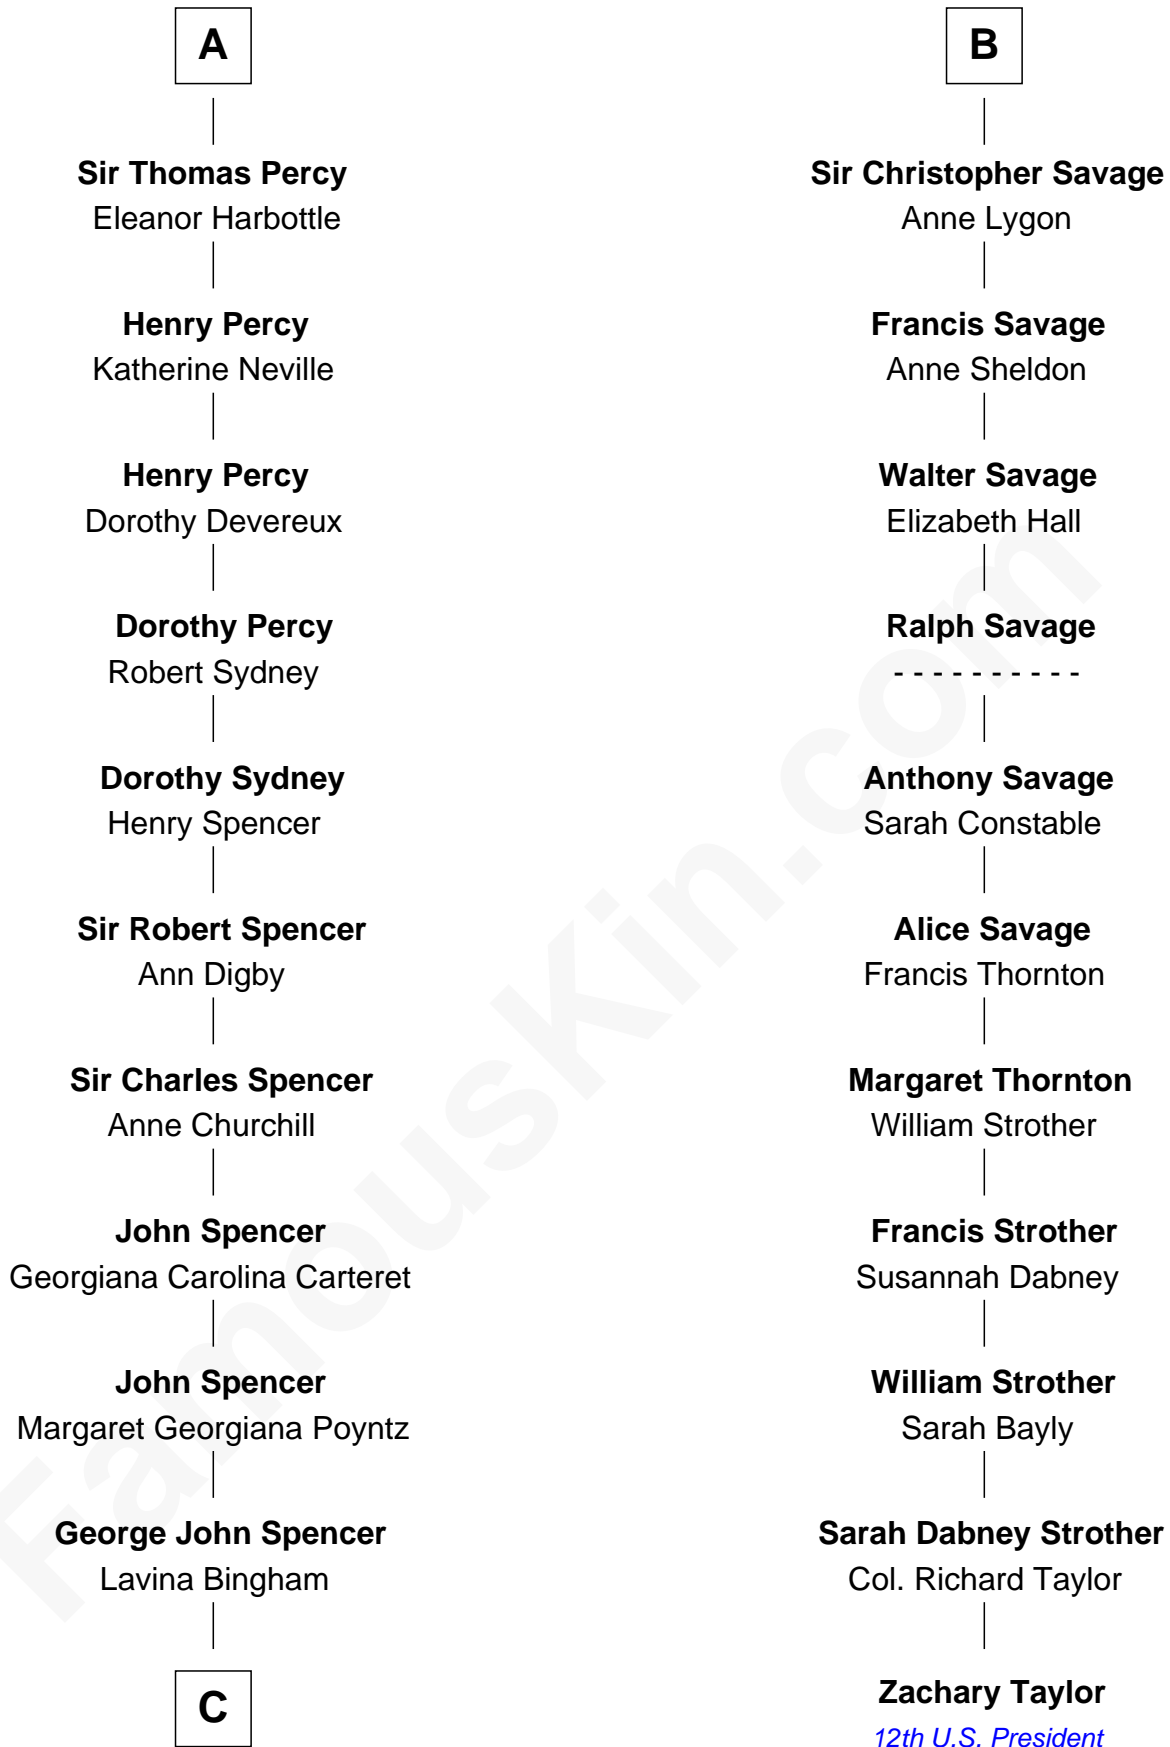 A
Sir Thomas Percy
Eleanor Harbottle
Henry Percy
Katherine Neville
Henry Percy
Dorothy Devereux
Dorothy Percy
Robert Sydney
Dorothy Sydney
Henry Spencer
Sir Robert Spencer
Ann Digby
Sir Charles Spencer
Anne Churchill
John Spencer
Georgiana Carolina Carteret
John Spencer
Margaret Georgiana Poyntz
George John Spencer
Lavina Bingham
C
B
Sir Christopher Savage
Anne Lygon
Francis Savage
Anne Sheldon
Walter Savage
Elizabeth Hall
Ralph Savage
- - - - - - - - - -
Anthony Savage
Sarah Constable
Alice Savage
Francis Thornton
Margaret Thornton
William Strother
Francis Strother
Susannah Dabney
William Strother
Sarah Bayly
Sarah Dabney Strother
Col. Richard Taylor
Zachary Taylor
12th U.S. President
FamousKin.com